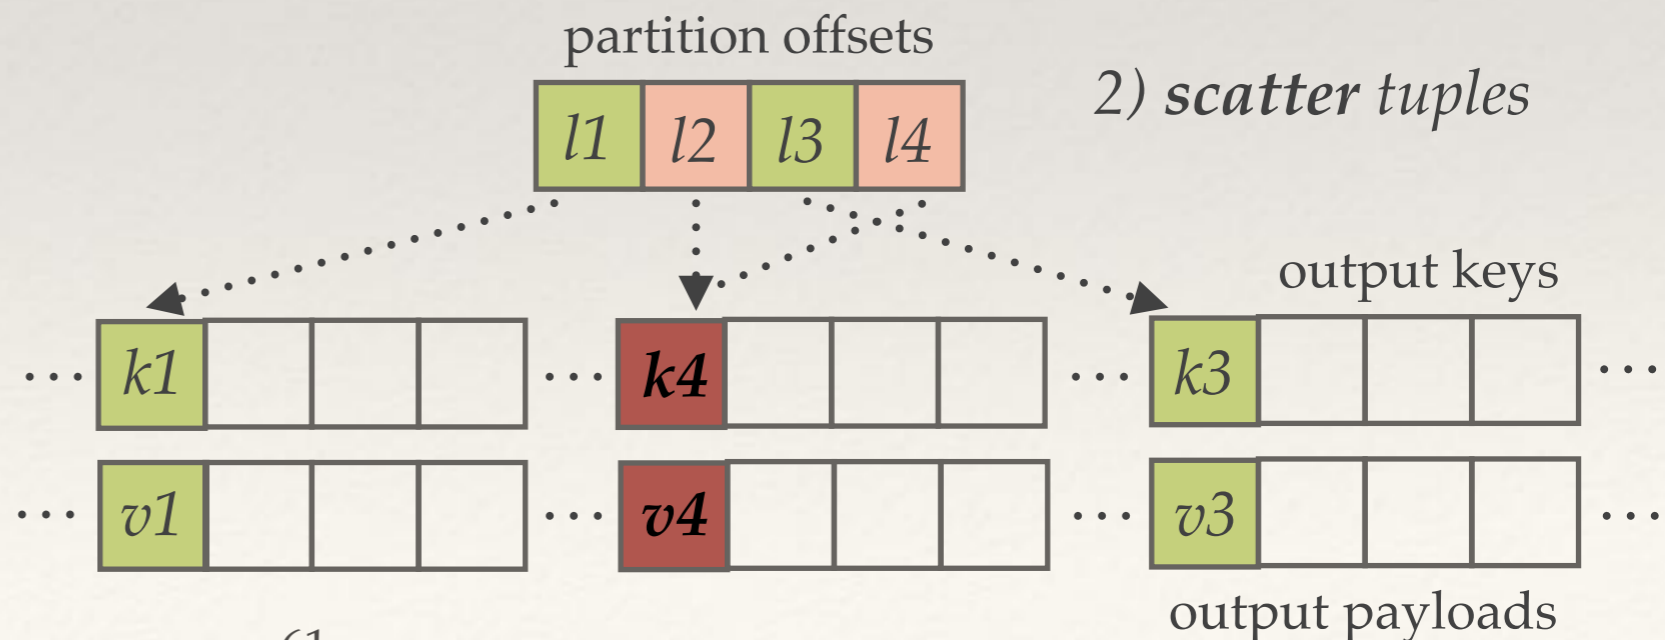 partition offsets
2) scatter tuples
l1 l2 l3 l4
output keys
... k1 ... k4 ... k3 ...
... v1 ... v4 ... v3 ...
output payloads